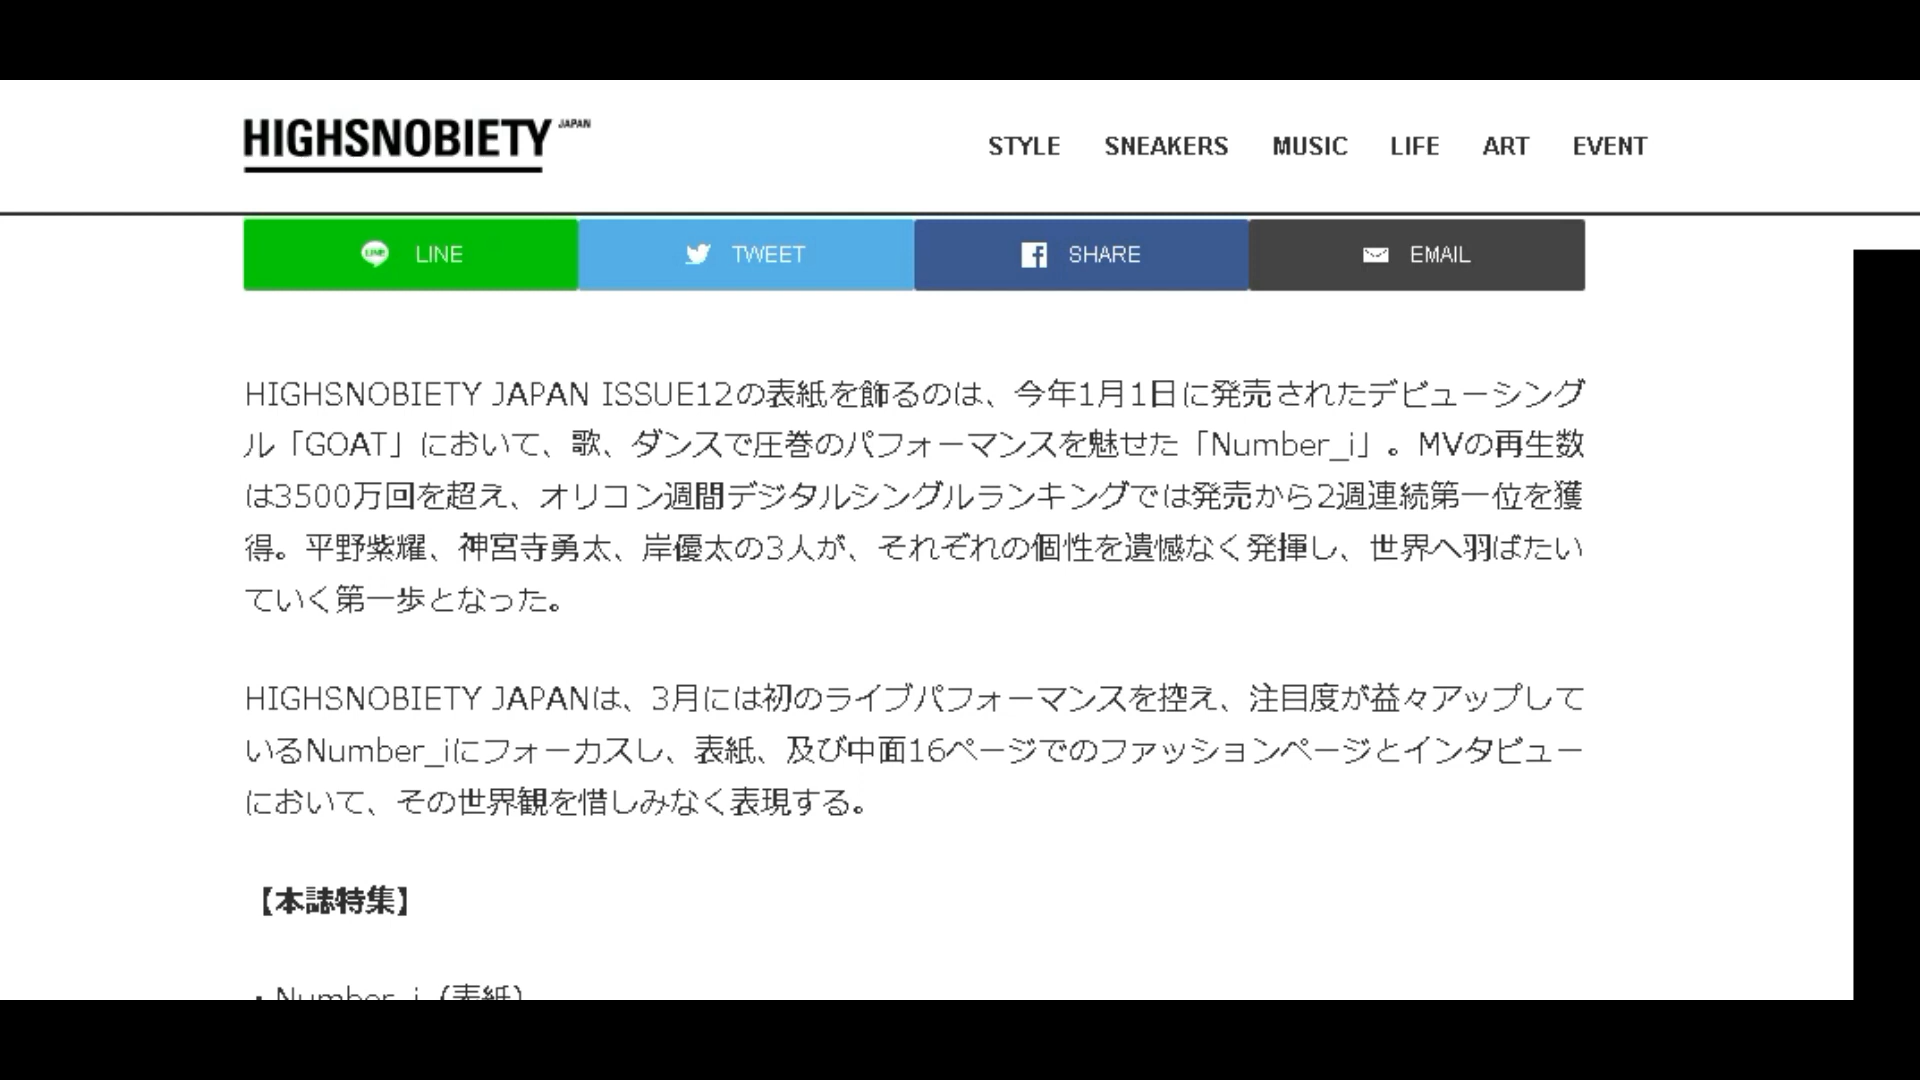 HIGHSNOBIETY JAPAN
STYLE SNEAKERS MUSIC LIFE ART EVENT
LINE TWEET SHARE EMAIL
HIGHSNOBIETY JAPAN ISSUE12の表紙を飾るのは、今年1月1日に発売されたデビューシング
ル「GOAT」において、歌、ダンスで圧巻のパフォーマンスを魅せた「Number_i」。MVの再生数
は3500万回を超え、オリコン週間デジタルシングルランキングでは発売から2週連続第一位を獲
得。平野紫耀、神宮寺勇太、岸優太の3人が、それぞれの個性を遺憾なく発揮し、世界へ羽ばたい
ていく第一歩となった。
HIGHSNOBIETY JAPANは、3月には初のライブパフォーマンスを控え、注目度が益々アップして
いるNumber_iにフォーカスし、表紙、及び中面16ページでのファッションページとインタビュー
において、その世界観を惜しみなく表現する。
【本誌特集】
・Number_i（表紙）